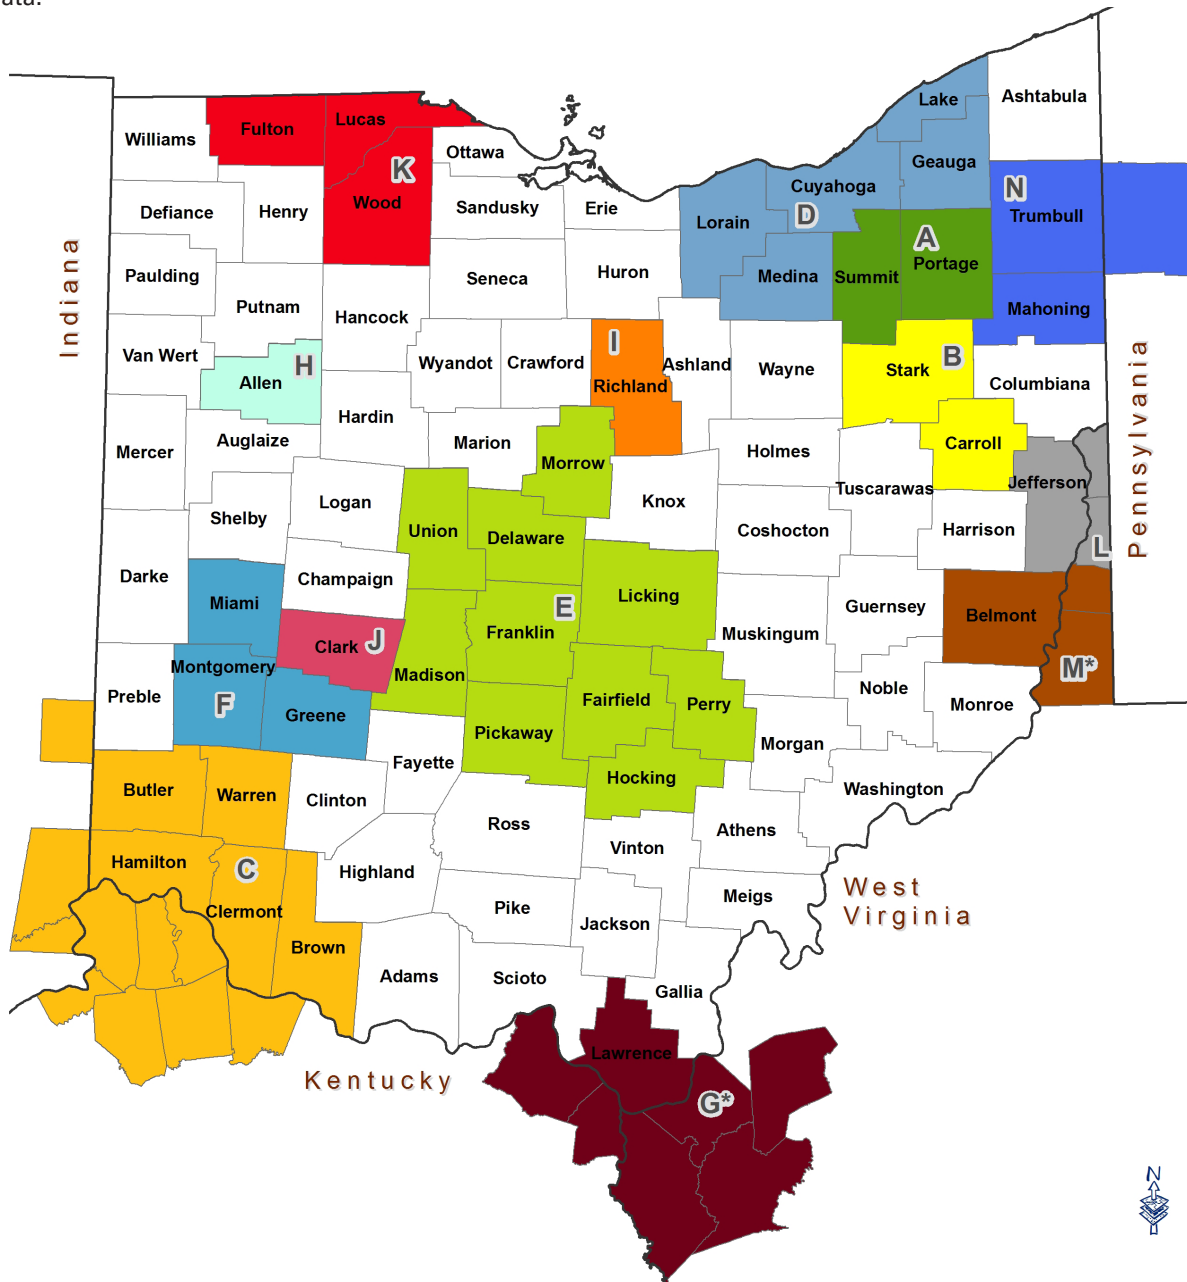 ata.
Ashtabula
Lake
Williams
Fulton
Lucas
Ottawa
Geauga
K
Cuyahoga
N
Trumbull
Defiance
Henry
Wood
Sandusky
Erie
Lorain
D
A
Portage
Indiana
Paulding
Seneca
Huron
Medina
Summit
Putnam
Hancock
Mahoning
Van Wert
H
Allen
Wyandot
Crawford
I
Richland
Ashland
Wayne
Stark
B
Columbiana
Pennsylvania
Hardin
Mercer
Auglaize
Marion
Morrow
Holmes
Carroll
Jefferson
Logan
Knox
Tuscarawas
Shelby
Union
Delaware
Coshocton
Harrison
L
Darke
Champaign
Miami
Licking
Guernsey
Belmont
E
Franklin
Muskingum
Clark
J
Montgomery
Madison
M*
Preble
F
Greene
Fairfield
Perry
Noble
Monroe
Pickaway
Morgan
Fayette
Hocking
Butler
Warren
Clinton
Washington
Ross
Athens
Hamilton
C
Highland
Vinton
Clermont
Pike
Meigs
West
Virginia
Jackson
Brown
Adams
Scioto
Gallia
Lawrence
Kentucky
G*
N